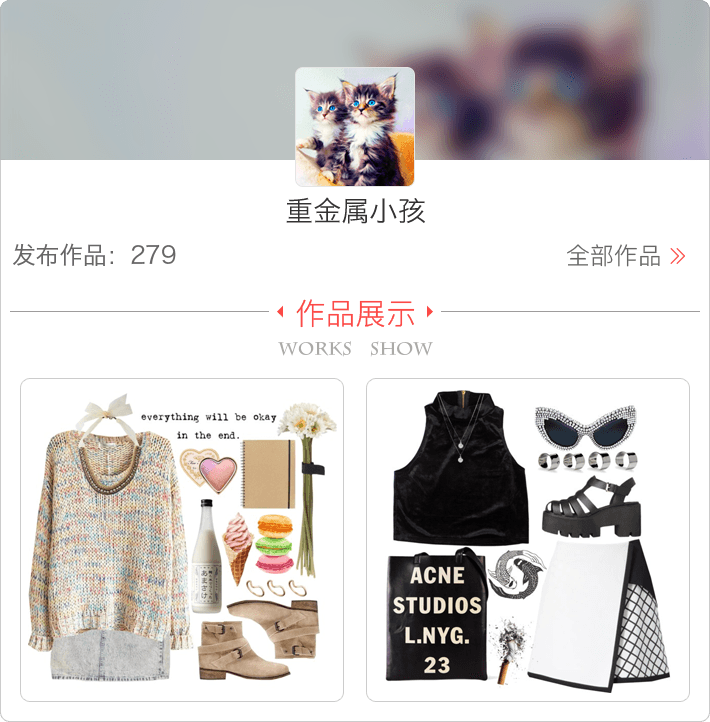 重金属小孩
发布作品：279
全部作品
作品展示
WORKS SHOW
everything will be okay
in the end.
あまさけ
ACNE
STUDIOS
L.NYG.
23